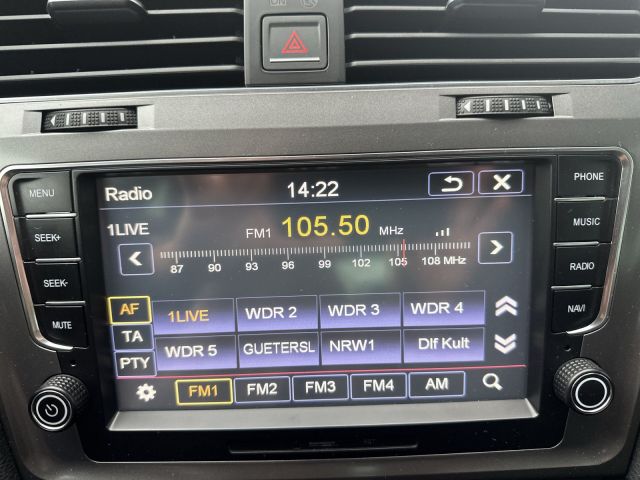 MENU
SEEK+
SEEK-
MUTE
Radio
14:22
1LIVE
FM1 105.50 MHz
87 90 93 96 99 102 105 108 MHz
AF
TA
PTY
1LIVE WDR 2 WDR 3 WDR 4
WDR 5 GUETERSL NRW1 Dlf Kult
FM1 FM2 FM3 FM4 AM
PHONE
MUSIC
RADIO
NAVI